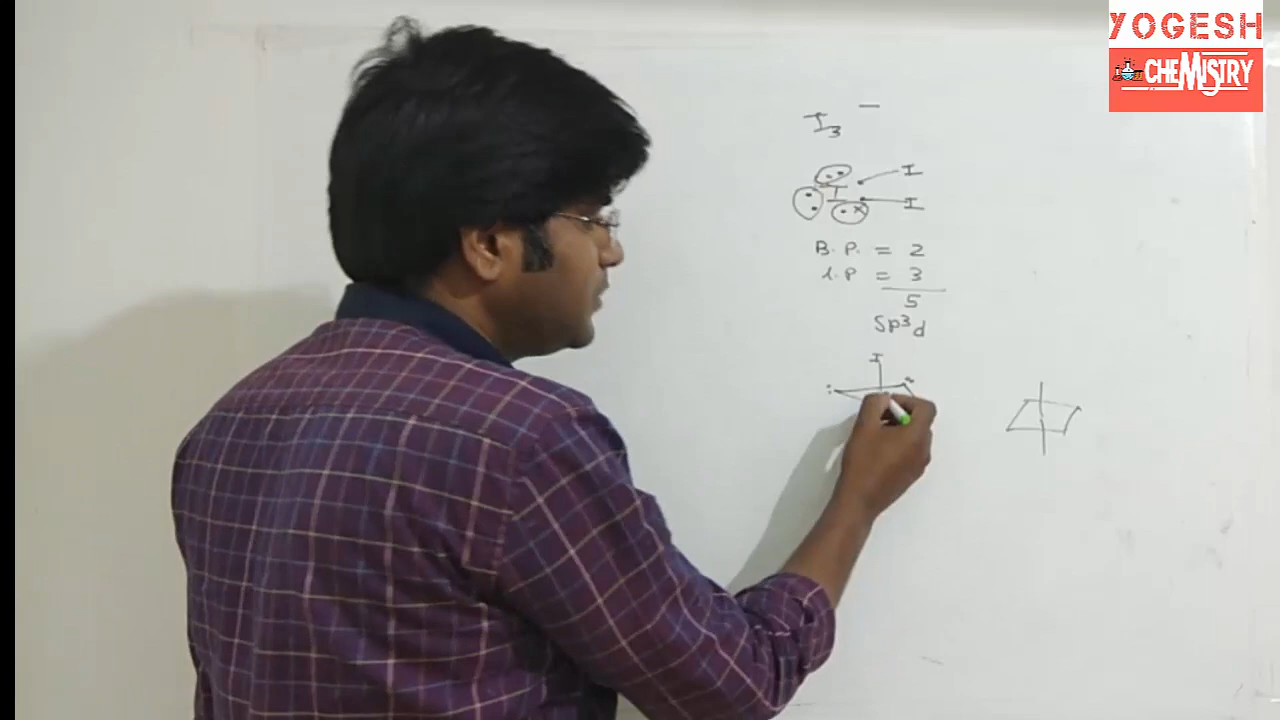 YOGESH
CHEMISTRY
I₃⁻
I I
I
B.P. = 2
l.P = 3
5
Sp³d
I